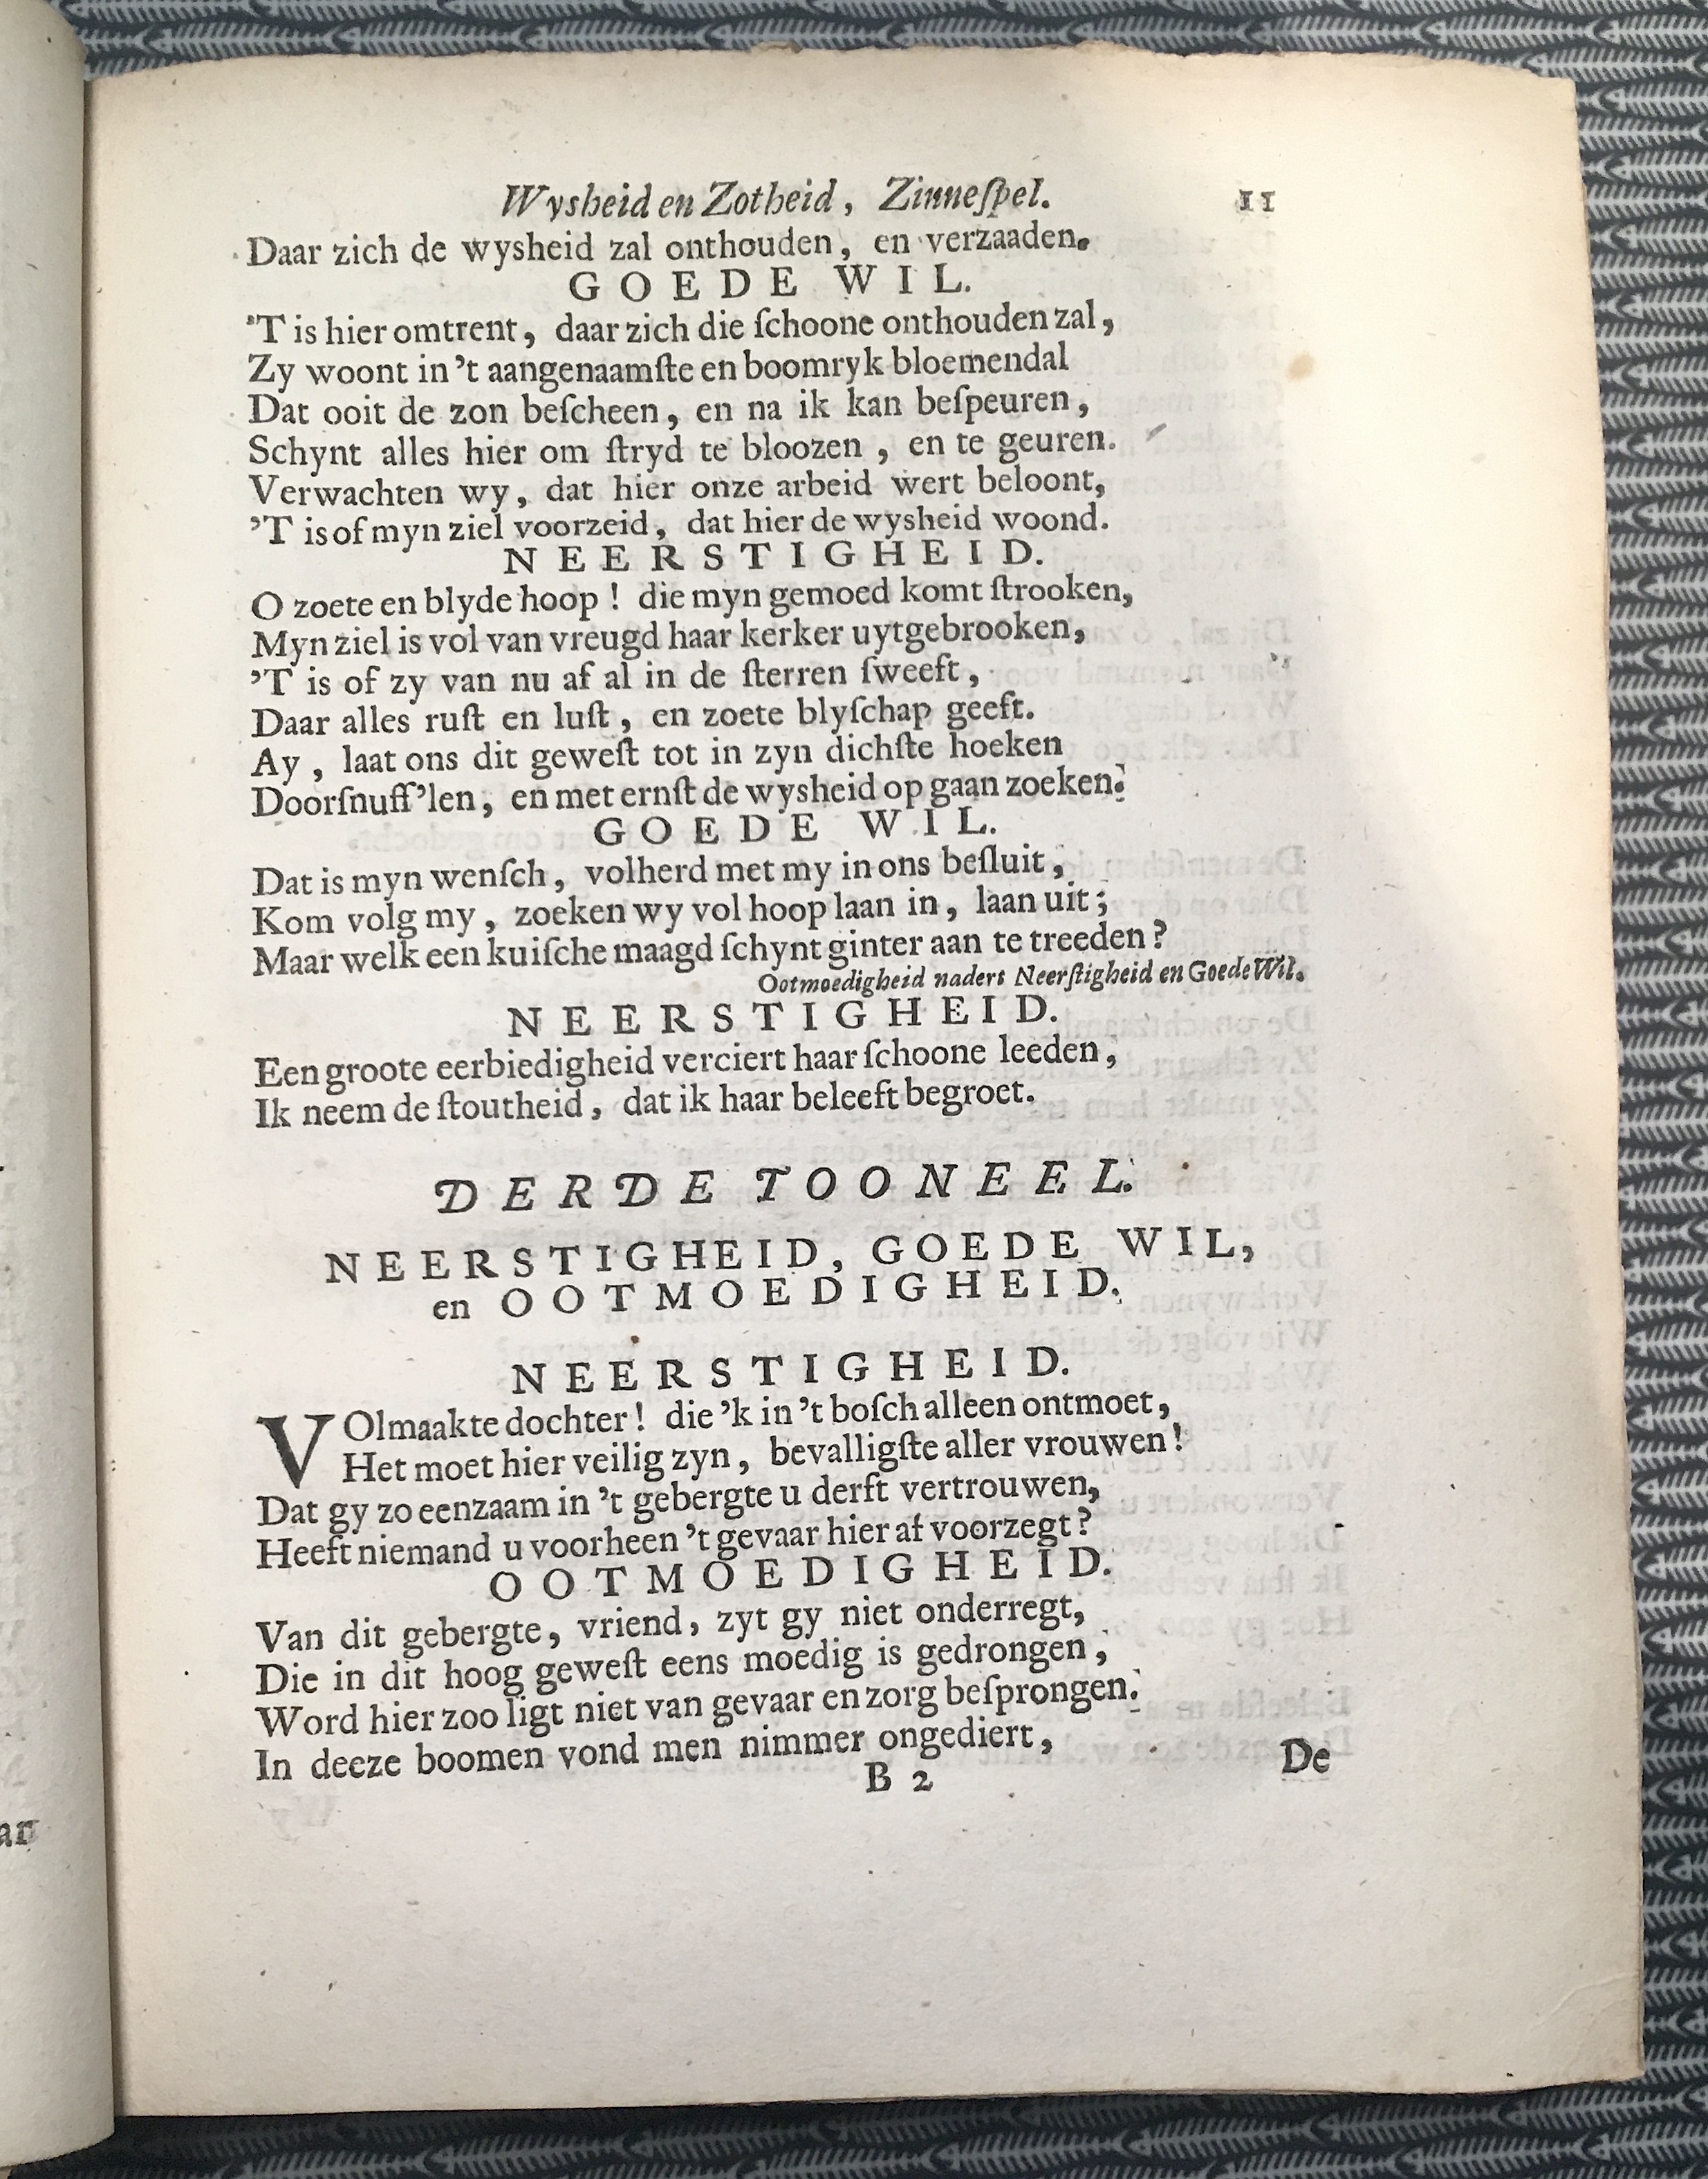 Wysheid en Zotheid, Zinneſpel. 11
Daar zich de wysheid zal onthouden, en verzaaden.
GOEDE WIL.
'T is hier omtrent, daar zich die ſchoone onthouden zal,
Zy woont in 't aangenaamſte en boomryk bloemendal
Dat ooit de zon beſcheen, en na ik kan beſpeuren,
Schynt alles hier om ſtryd te bloozen, en te geuren.
Verwachten wy, dat hier onze arbeid wert beloont,
'T is of myn ziel voorzeid, dat hier de wysheid woond.
NEERSTIGHEID.
O zoete en blyde hoop! die myn gemoed komt ſtrooken,
Myn ziel is vol van vreugd haar kerker uytgebrooken,
'T is of zy van nu af al in de ſterren ſweeft,
Daar alles ruſt en luſt, en zoete blyſchap geeft.
Ay, laat ons dit geweſt tot in zyn dichſte hoeken
Doorſnuff'len, en met ernſt de wysheid op gaan zoeken.
GOEDE WIL.
Dat is myn wenſch, volherd met my in ons beſluit,
Kom volg my, zoeken wy vol hoop laan in, laan uit;
Maar welk een kuiſche maagd ſchynt ginter aan te treeden?
Ootmoedigheid nadert Neerſtigheid en Goede Wil.
NEERSTIGHEID.
Een groote eerbiedigheid verciert haar ſchoone leeden,
Ik neem de ſtoutheid, dat ik haar beleeft begroet.
DERDE TOONEEL.
NEERSTIGHEID, GOEDE WIL,
en OOTMOEDIGHEID.
NEERSTIGHEID.
VOlmaakte dochter! die 'k in 't boſch alleen ontmoet,
Het moet hier veilig zyn, bevalligſte aller vrouwen!
Dat gy zo eenzaam in 't gebergte u derft vertrouwen,
Heeft niemand u voorheen 't gevaar hier af voorzegt?
OOTMOEDIGHEID.
Van dit gebergte, vriend, zyt gy niet onderregt,
Die in dit hoog geweſt eens moedig is gedrongen,
Word hier zoo ligt niet van gevaar en zorg beſprongen.
In deeze boomen vond men nimmer ongediert,
B 2 De